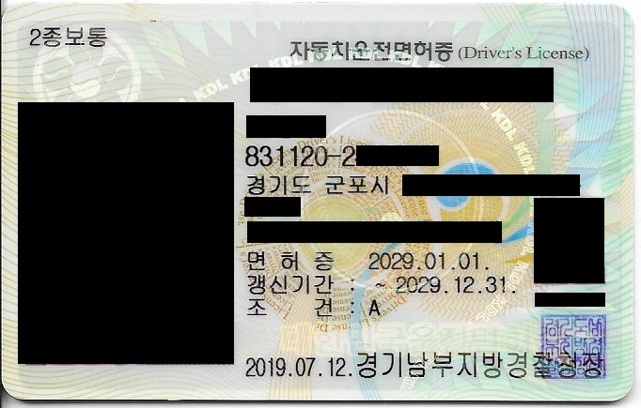 2종보통
자동차운전면허증 (Driver's License)
831120-2
경기도 군포시
면 허 증 2029.01.01.
갱신기간 : ~ 2029.12.31.
조 건 : A
2019.07.12. 경기남부지방경찰청장